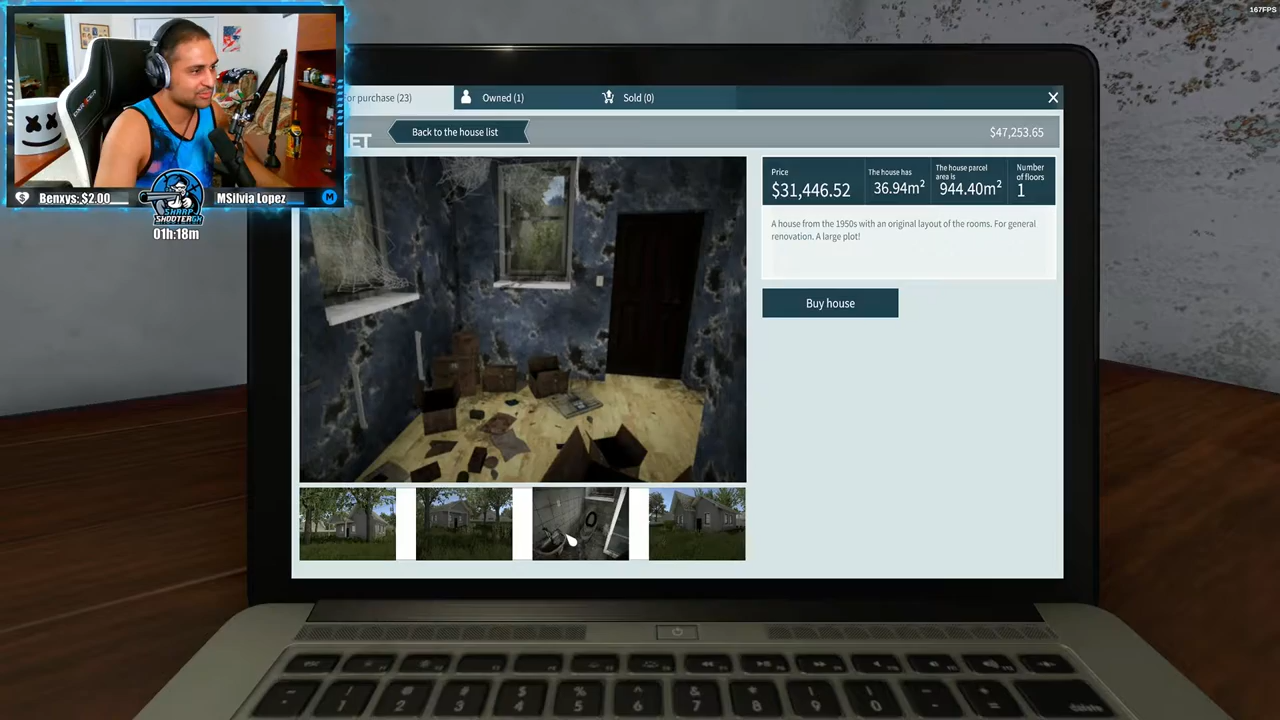 167FPS
or purchase (23)
Owned (1)
Sold (0)
ET
Back to the house list
$47,253.65
Price
$31,446.52
The house has
36.94m²
The house parcel
area is
944.40m²
Number
of floors
1
A house from the 1950s with an original layout of the rooms. For general
renovation. A large plot!
Buy house
Benxys: $2.00
MSilvia Lopez
M
SHARP
SHOOTERGX
01h:18m